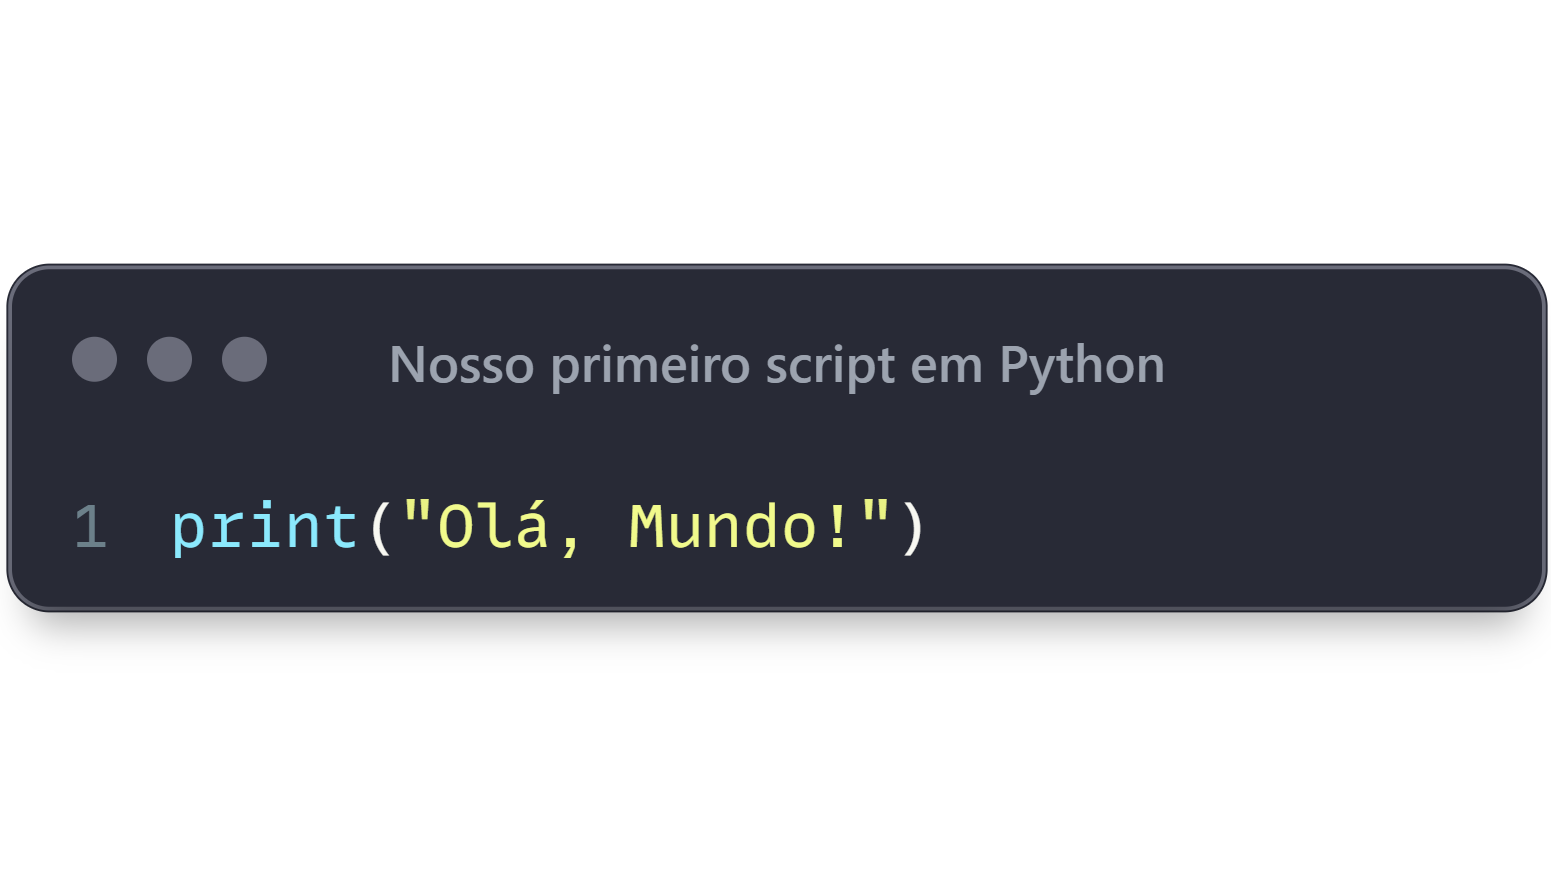 Nosso primeiro script em Python
1 print("Olá, Mundo!")